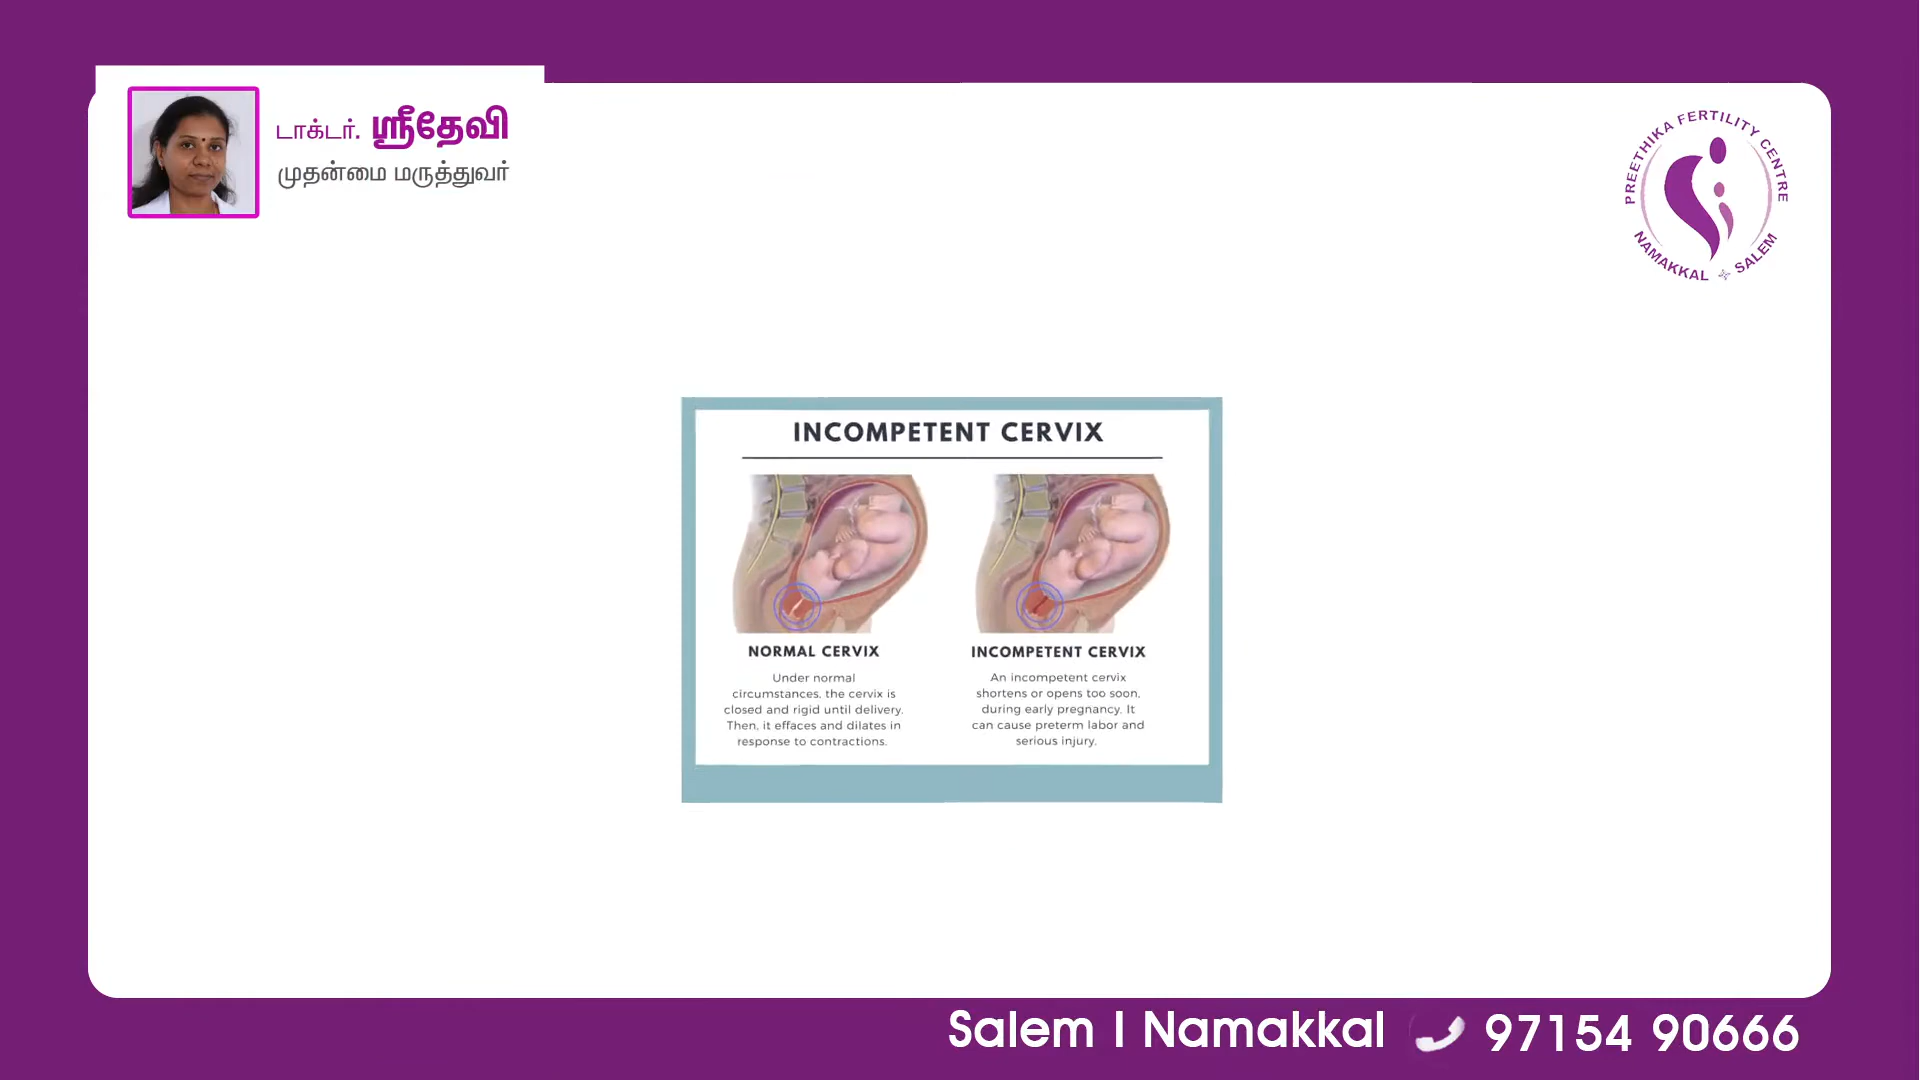 டாக்டர். ஸ்ரீதேவி
முதன்மை மருத்துவர்
PREETHIKA FERTILITY CENTRE
NAMAKKAL SALEM
INCOMPETENT CERVIX
NORMAL CERVIX
Under normal
circumstances, the cervix is
closed and rigid until delivery.
Then, it effaces and dilates in
response to contractions.
INCOMPETENT CERVIX
An incompetent cervix
shortens or opens too soon,
during early pregnancy. It
can cause preterm labor and
serious injury.
Salem | Namakkal 97154 90666